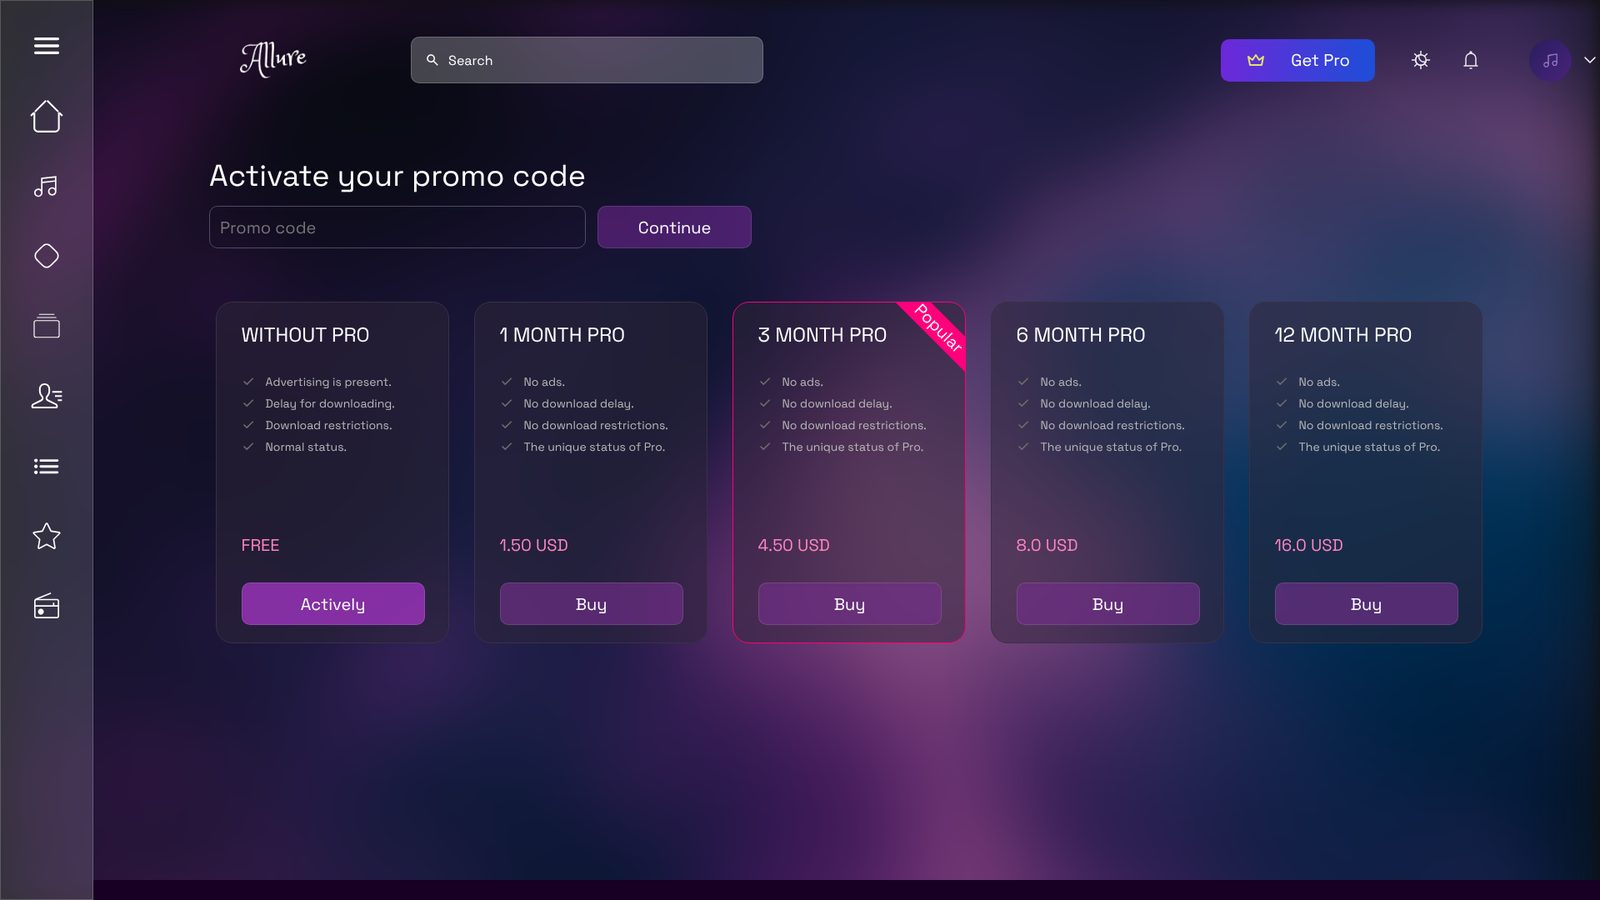 Allure
Search
Get Pro
Activate your promo code
Promo code
Continue
WITHOUT PRO
Advertising is present.
Delay for downloading.
Download restrictions.
Normal status.
FREE
Actively
1 MONTH PRO
No ads.
No download delay.
No download restrictions.
The unique status of Pro.
1.50 USD
Buy
3 MONTH PRO
Popular
No ads.
No download delay.
No download restrictions.
The unique status of Pro.
4.50 USD
Buy
6 MONTH PRO
No ads.
No download delay.
No download restrictions.
The unique status of Pro.
8.0 USD
Buy
12 MONTH PRO
No ads.
No download delay.
No download restrictions.
The unique status of Pro.
16.0 USD
Buy